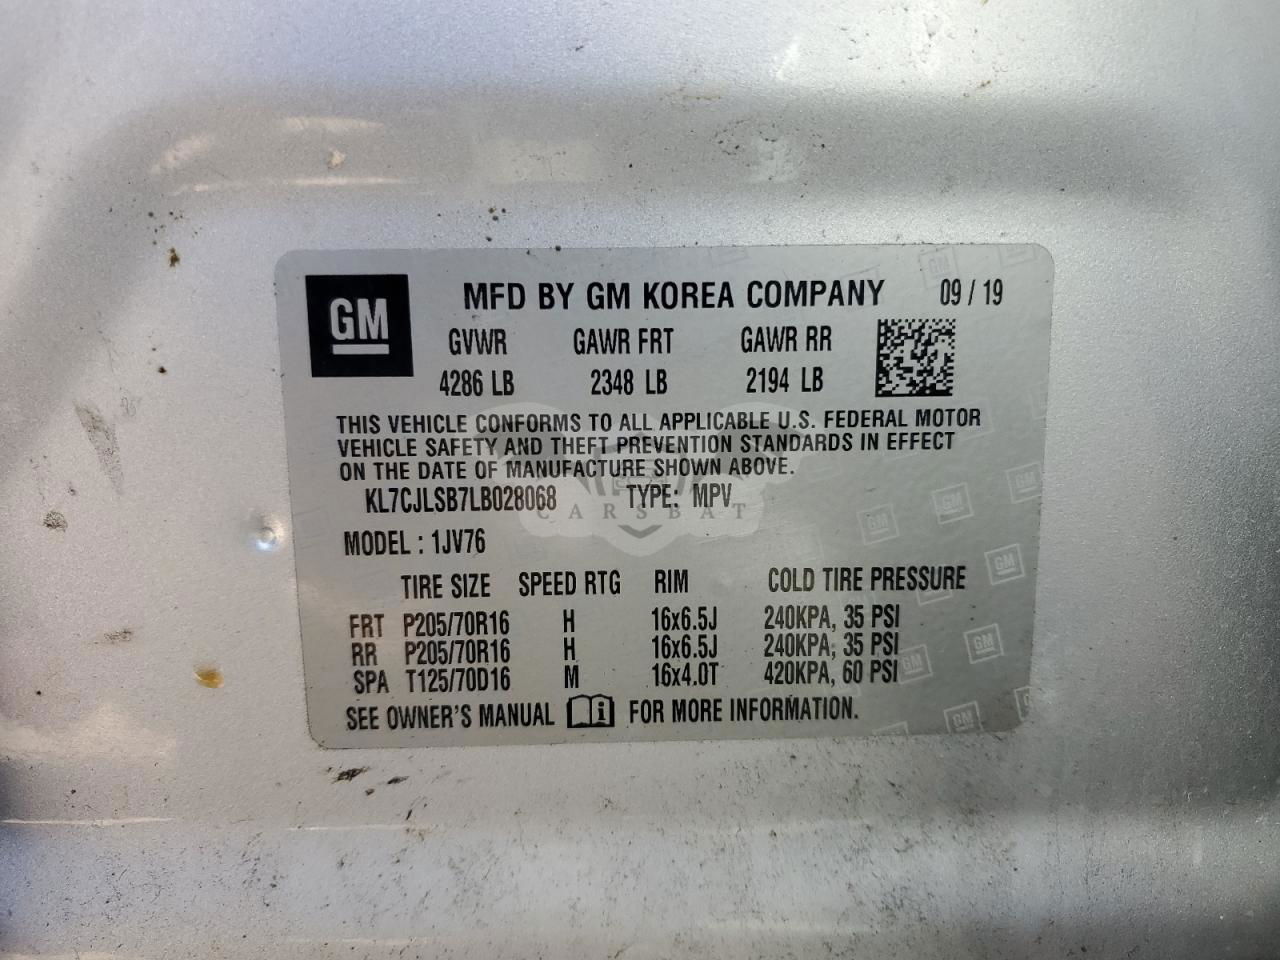 GM MFD BY GM KOREA COMPANY 09 / 19
GVWR GAWR FRT GAWR RR
4286 LB 2348 LB 2194 LB
THIS VEHICLE CONFORMS TO ALL APPLICABLE U.S. FEDERAL MOTOR
VEHICLE SAFETY AND THEFT PREVENTION STANDARDS IN EFFECT
ON THE DATE OF MANUFACTURE SHOWN ABOVE.
KL7CJLSB7LB028068 TYPE: MPV
CARSBAT
MODEL : 1JV76
TIRE SIZE SPEED RTG RIM COLD TIRE PRESSURE
FRT P205/70R16 H 16x6.5J 240KPA, 35 PSI
RR P205/70R16 H 16x6.5J 240KPA, 35 PSI
SPA T125/70D16 M 16x4.0T 420KPA, 60 PSI
SEE OWNER'S MANUAL FOR MORE INFORMATION.